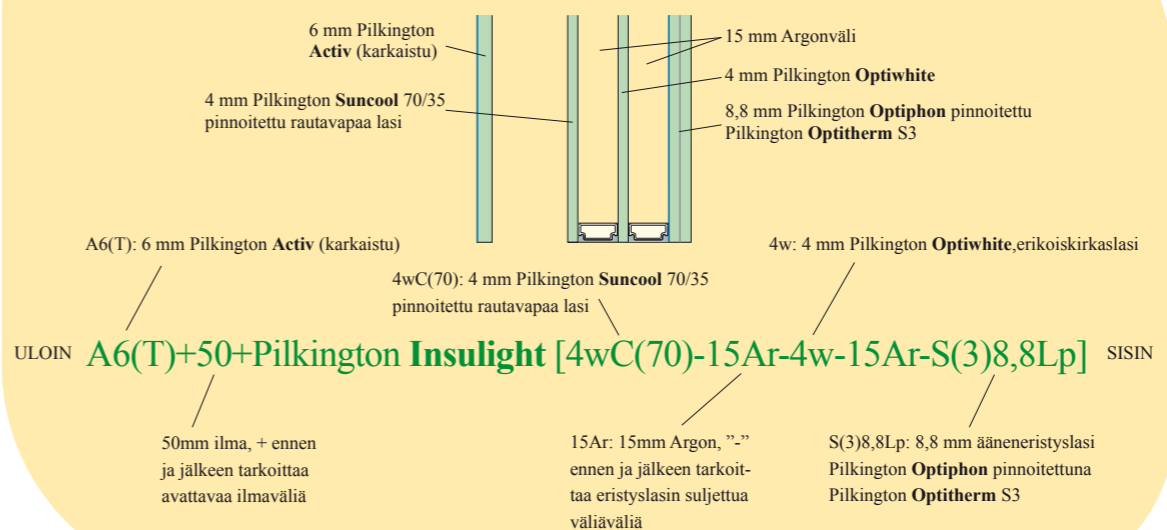 6 mm Pilkington
Activ (karkaistu)
15 mm Argonväli
4 mm Pilkington Optiwhite
4 mm Pilkington Suncool 70/35
pinnoitettu rautavapaa lasi
8,8 mm Pilkington Optiphon pinnoitettu
Pilkington Optitherm S3
A6(T): 6 mm Pilkington Activ (karkaistu)
4w: 4 mm Pilkington Optiwhite,erikoiskirkaslasi
4wC(70): 4 mm Pilkington Suncool 70/35
pinnoitettu rautavapaa lasi
ULOIN A6(T)+50+Pilkington Insulight [4wC(70)-15Ar-4w-15Ar-S(3)8,8Lp] SISIN
50mm ilma, + ennen
ja jälkeen tarkoittaa
avattavaa ilmaväliä
15Ar: 15mm Argon, ”-”
ennen ja jälkeen tarkoit-
taa eristyslasin suljettua
väliäväliä
S(3)8,8Lp: 8,8 mm ääneneristyslasi
Pilkington Optiphon pinnoitettuna
Pilkington Optitherm S3